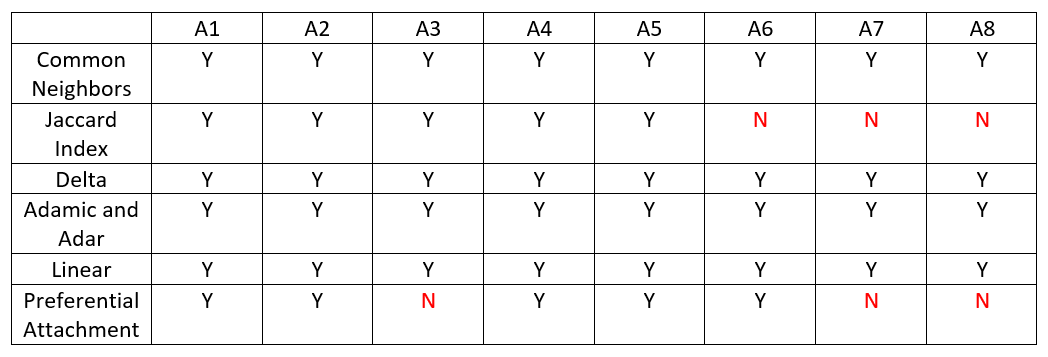 A1 A2 A3 A4 A5 A6 A7 A8
Common Y Y Y Y Y Y Y Y
Neighbors
Jaccard Y Y Y Y Y N N N
Index
Delta Y Y Y Y Y Y Y Y
Adamic and Y Y Y Y Y Y Y Y
Adar
Linear Y Y Y Y Y Y Y Y
Preferential Y Y N Y Y Y N N
Attachment